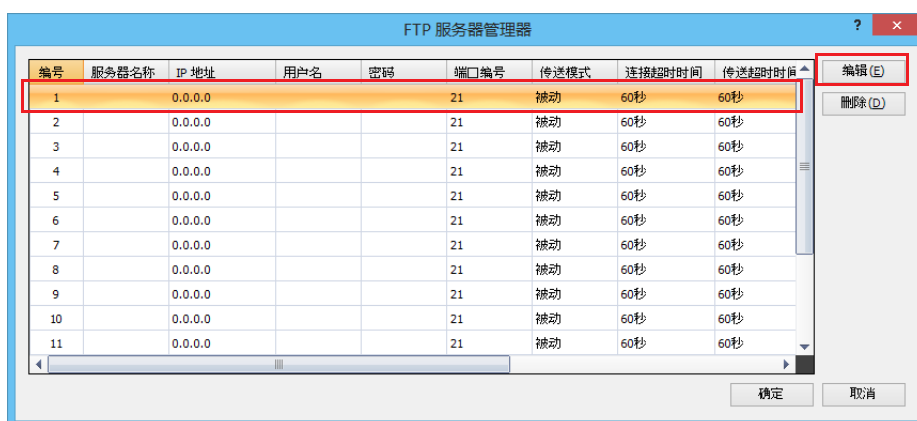 FTP 服务器管理器
? ×
编号 服务器名称 IP 地址 用户名 密码 端口编号 传送模式 连接超时时间 传送超时时间 编辑(E)
1 0.0.0.0 21 被动 60秒 60秒 删除(D)
2 0.0.0.0 21 被动 60秒 60秒
3 0.0.0.0 21 被动 60秒 60秒
4 0.0.0.0 21 被动 60秒 60秒
5 0.0.0.0 21 被动 60秒 60秒
6 0.0.0.0 21 被动 60秒 60秒
7 0.0.0.0 21 被动 60秒 60秒
8 0.0.0.0 21 被动 60秒 60秒
9 0.0.0.0 21 被动 60秒 60秒
10 0.0.0.0 21 被动 60秒 60秒
11 0.0.0.0 21 被动 60秒 60秒
确定 取消